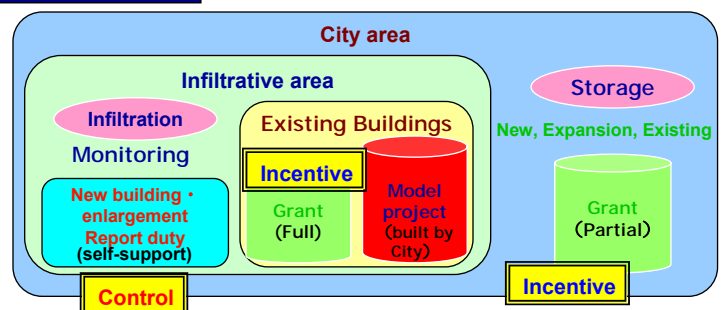 City area
Infiltrative area
Infiltration
Monitoring
New building・
enlargement
Report duty
(self-support)
Control
Existing Buildings
Incentive
Grant
(Full)
Model
project
(built by
City)
Storage
New, Expansion, Existing
Grant
(Partial)
Incentive